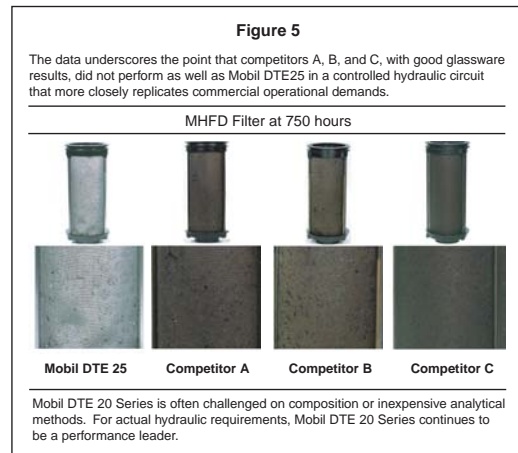 Figure 5
The data underscores the point that competitors A, B, and C, with good glassware
results, did not perform as well as Mobil DTE25 in a controlled hydraulic circuit
that more closely replicates commercial operational demands.
MHFD Filter at 750 hours
Mobil DTE 25 Competitor A Competitor B Competitor C
Mobil DTE 20 Series is often challenged on composition or inexpensive analytical
methods. For actual hydraulic requirements, Mobil DTE 20 Series continues to
be a performance leader.